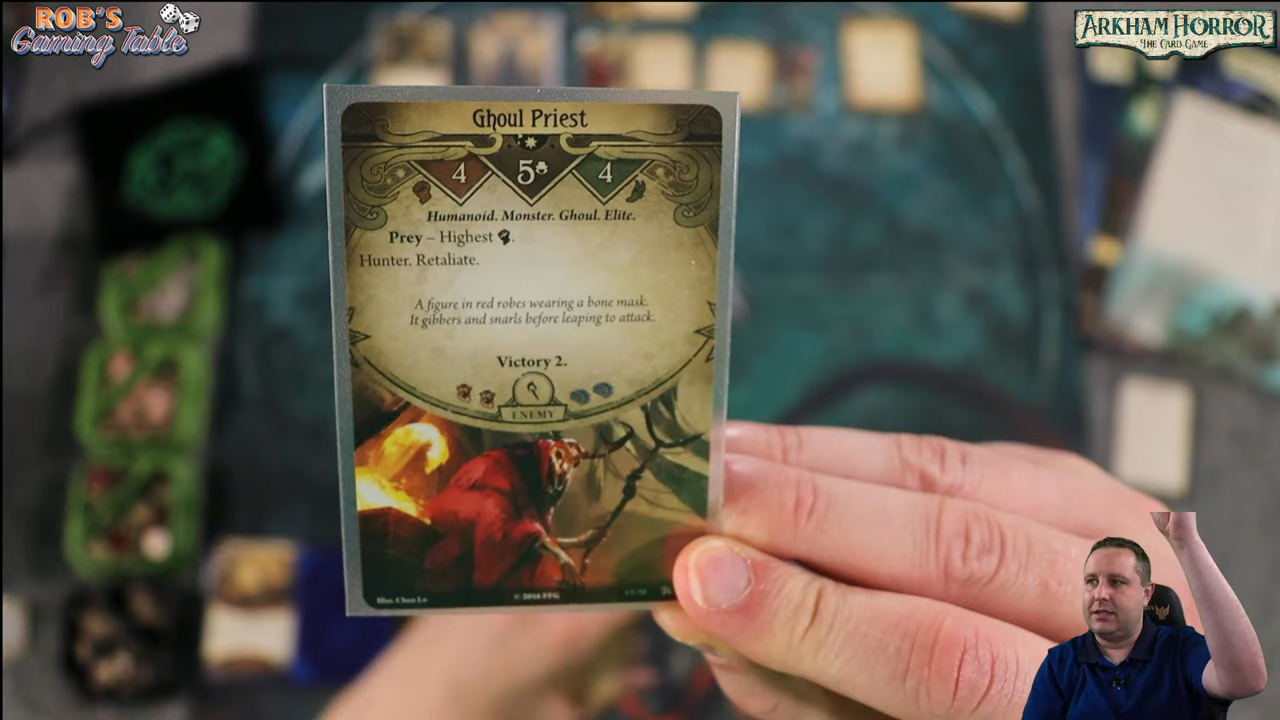 ROB'S
Gaming Table
ARKHAM HORROR
THE CARD GAME
Ghoul Priest
4 5 4
Humanoid. Monster. Ghoul. Elite.
Prey – Highest
Hunter. Retaliate.
A figure in red robes wearing a bone mask.
It gibbers and snarls before leaping to attack.
Victory 2.
ENEMY
Illus. Chun Lo © 2016 FFG